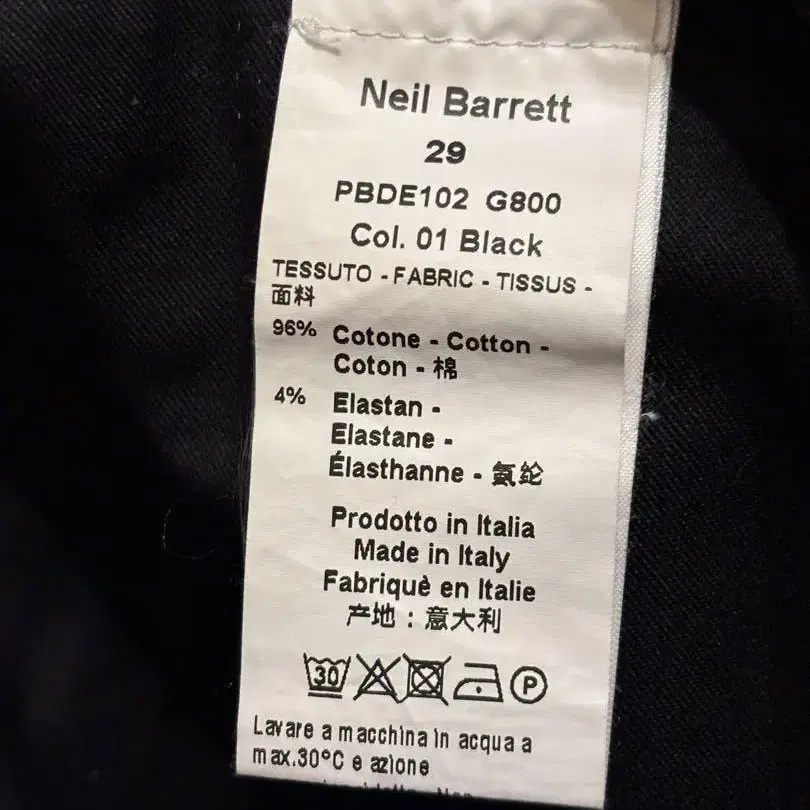 Neil Barrett
29
PBDE102 G800
Col. 01 Black
TESSUTO - FABRIC - TISSUS -
面料
96% Cotone - Cotton -
Coton - 棉
4% Elastan -
Elastane -
Élasthanne - 氨纶
Prodotto in Italia
Made in Italy
Fabriquè en Italie
产地 : 意大利
30 P
Lavare a macchina in acqua a
max.30°C e azione